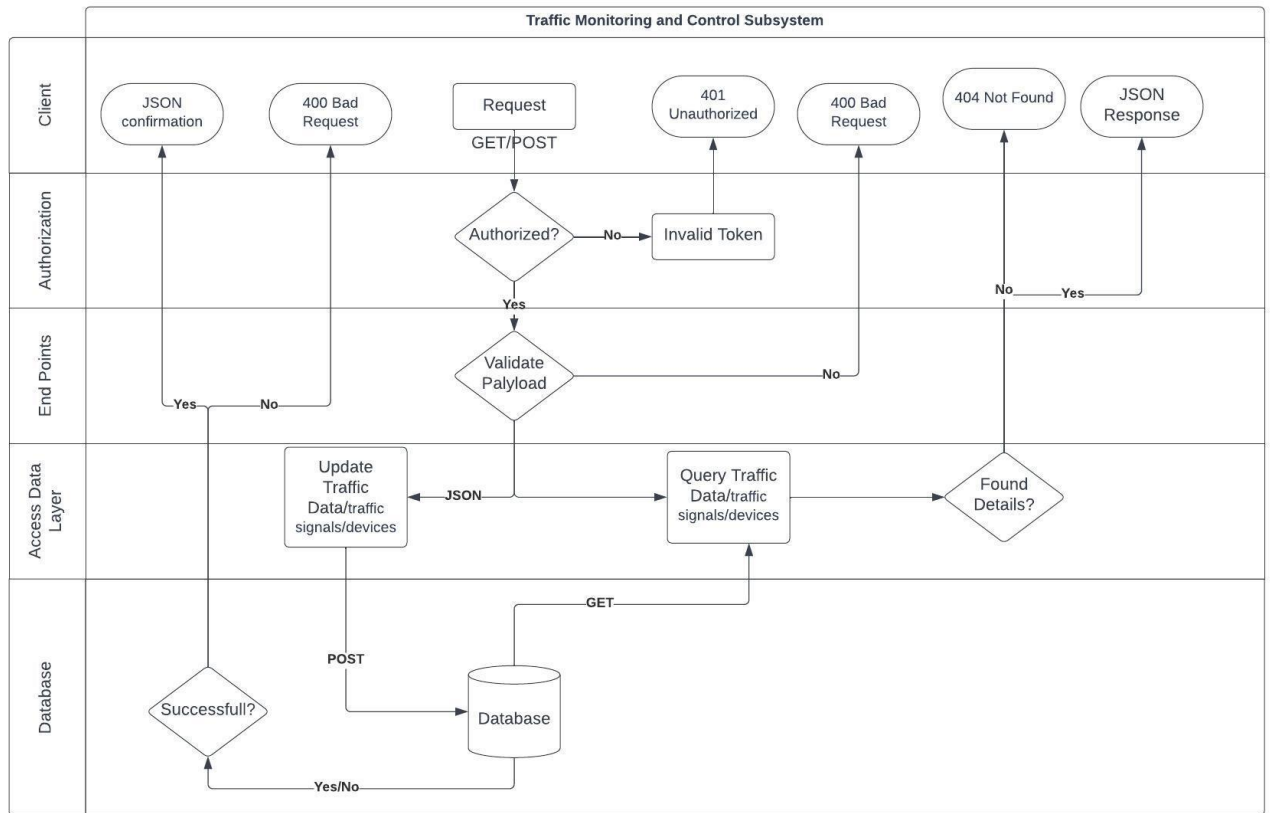 Traffic Monitoring and Control Subsystem
Client
JSON
confirmation
400 Bad
Request
Request
GET/POST
401
Unauthorized
400 Bad
Request
404 Not Found
JSON
Response
Authorization
Authorized?
No
Invalid Token
No
Yes
Yes
End Points
Validate
Palyload
No
Yes
No
Access Data
Layer
Update
Traffic
Data/traffic
signals/devices
JSON
Query Traffic
Data/traffic
signals/devices
Found
Details?
Database
GET
POST
Successfull?
Database
Yes/No